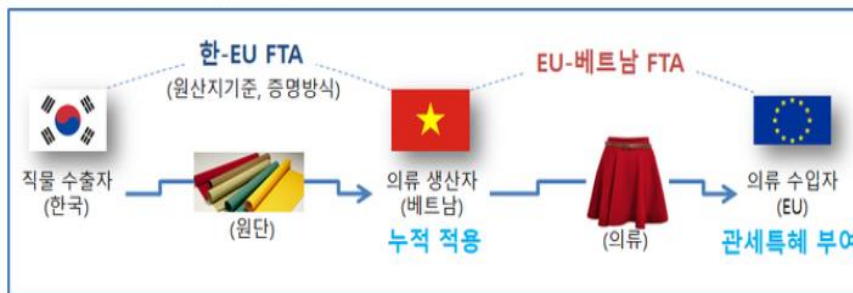 한-EU FTA
(원산지기준, 증명방식)
EU-베트남 FTA
직물 수출자
(한국)
(원단)
의류 생산자
(베트남)
누적 적용
(의류)
의류 수입자
(EU)
관세특혜 부여